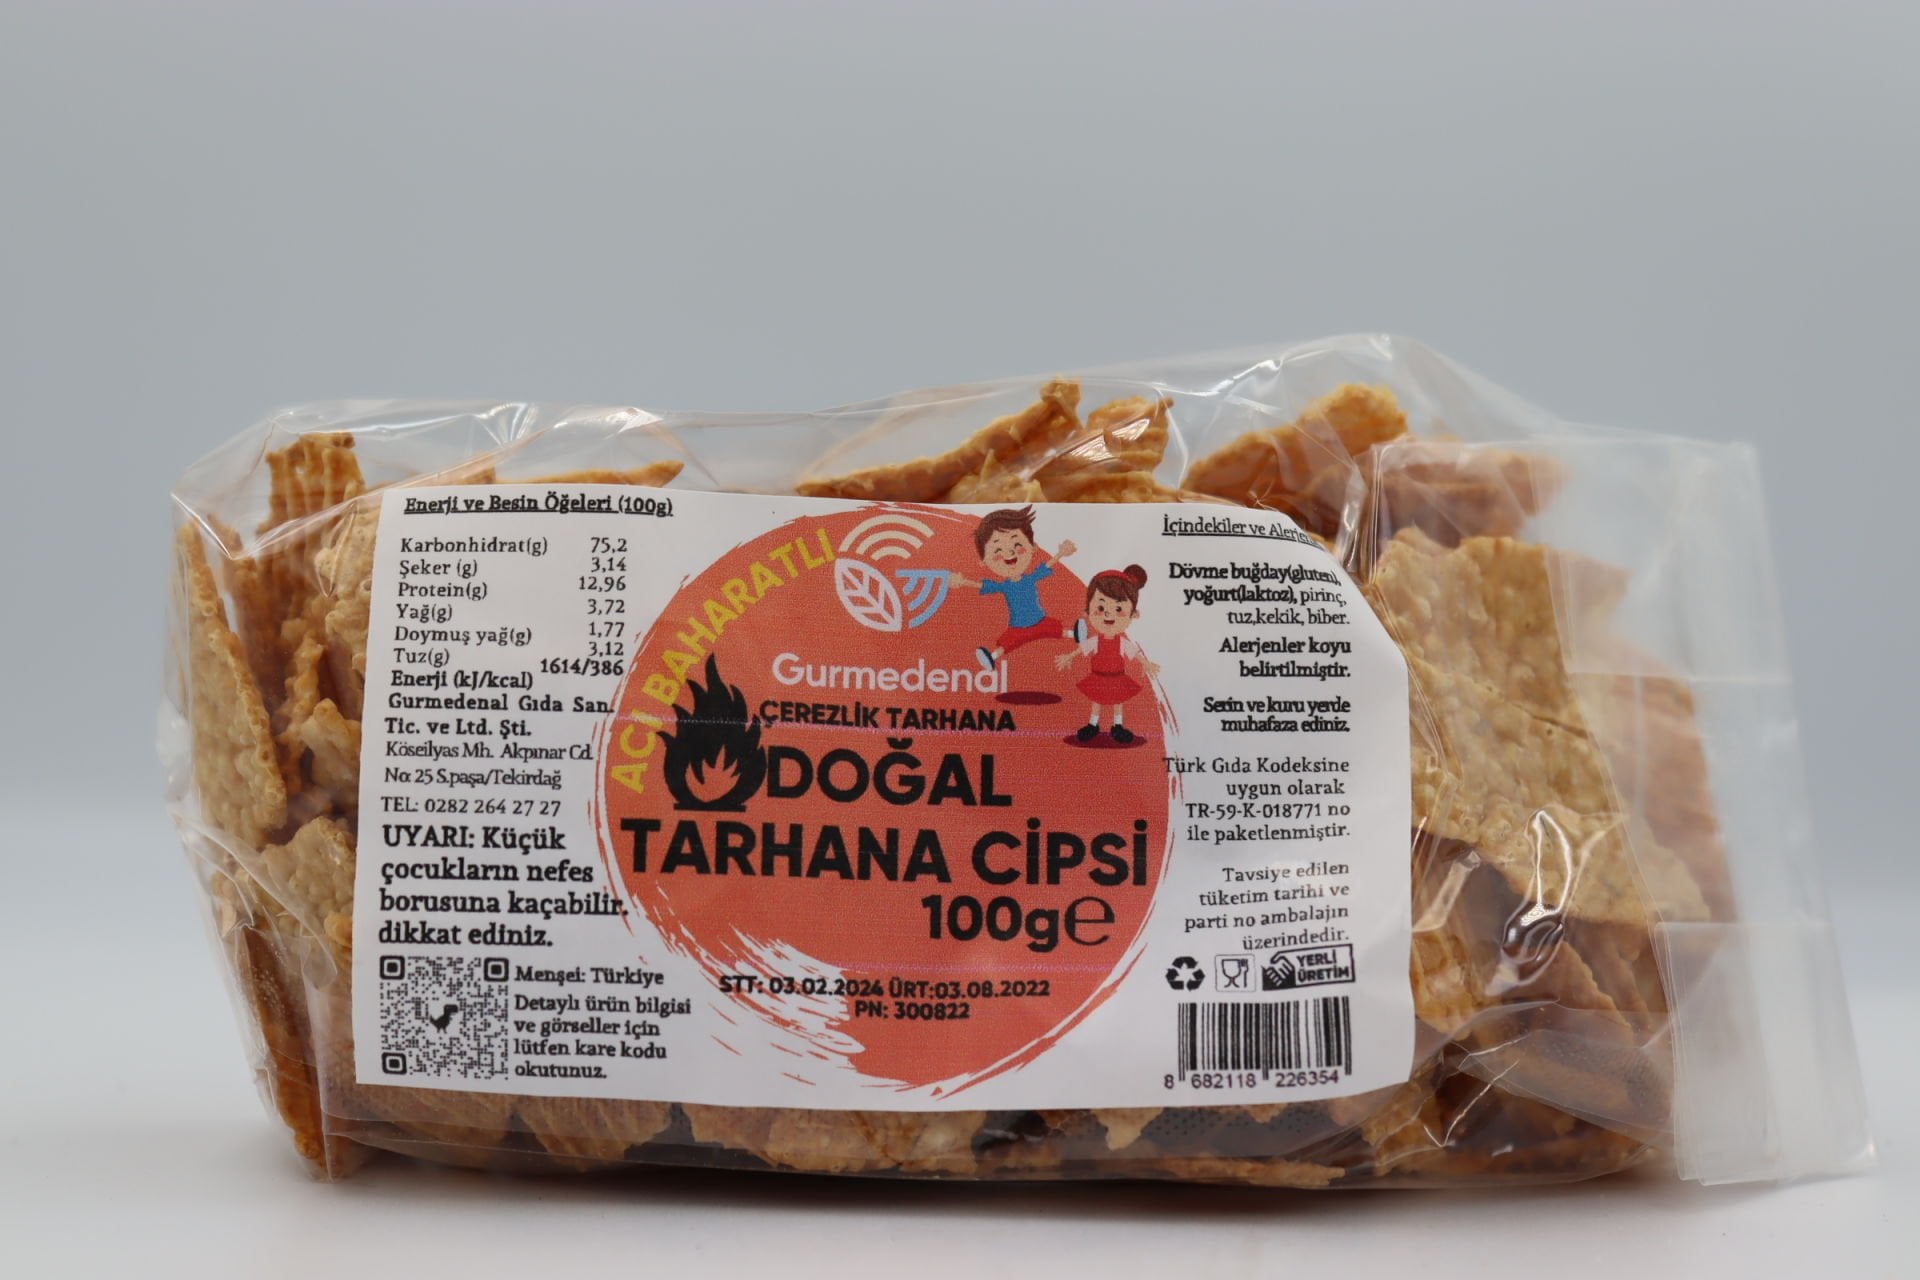 Enerji ve Besin Öğeleri (100g)
Karbonhidrat(g) 75,2
Şeker (g) 3,14
Protein(g) 12,96
Yağ(g) 3,72
Doymuş yağ(g) 1,77
Tuz(g) 3,12
Enerji (kJ/kcal) 1614/386
Gurmedenal Gıda San.
Tic. ve Ltd. Şti.
Köseilyas Mh. Akpınar Cd.
No: 25 S.paşa/Tekirdağ
TEL: 0282 264 27 27
UYARI: Küçük
çocukların nefes
borusuna kaçabilir.
dikkat ediniz.
Menşei: Türkiye
Detaylı ürün bilgisi
ve görseller için
lütfen kare kodu
okutunuz.
ACI BAHARATLI
Gurmedenal
ÇEREZLİK TARHANA
DOĞAL
TARHANA CİPSİ
100g℮
STT: 03.02.2024 ÜRT:03.08.2022
PN: 300822
İçindekiler ve
Dövme buğday(gluten),
yoğurt(laktoz), pirinç,
tuz,kekik, biber.
Alerjenler koyu
belirtilmiştir.
Serin ve kuru yerde
muhafaza ediniz.
Türk Gıda Kodeksine
uygun olarak
TR-59-K-018771 no
ile paketlenmiştir.
Tavsiye edilen
tüketim tarihi ve
parti no ambalajın
üzerindedir.
YERLİ
ÜRETİM
8 682118 226354